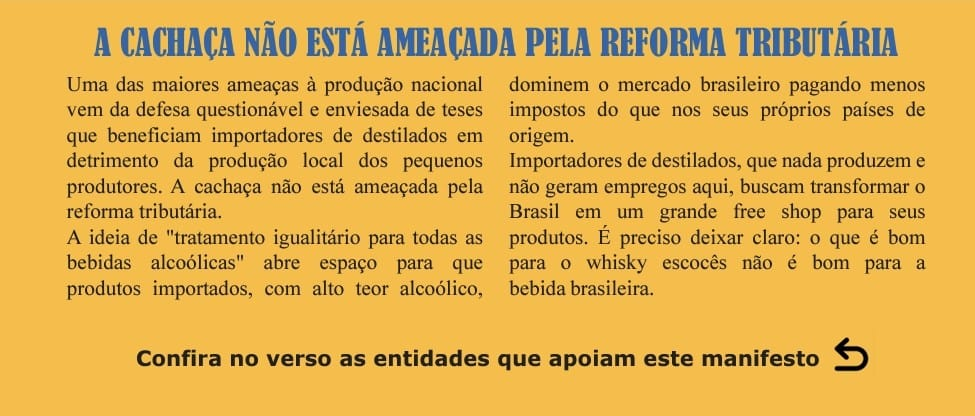 A CACHAÇA NÃO ESTÁ AMEAÇADA PELA REFORMA TRIBUTÁRIA
Uma das maiores ameaças à produção nacional
vem da defesa questionável e enviesada de teses
que beneficiam importadores de destilados em
detrimento da produção local dos pequenos
produtores. A cachaça não está ameaçada pela
reforma tributária.
A ideia de "tratamento igualitário para todas as
bebidas alcoólicas" abre espaço para que
produtos importados, com alto teor alcoólico,
dominem o mercado brasileiro pagando menos
impostos do que nos seus próprios países de
origem.
Importadores de destilados, que nada produzem e
não geram empregos aqui, buscam transformar o
Brasil em um grande free shop para seus
produtos. É preciso deixar claro: o que é bom
para o whisky escocês não é bom para a
bebida brasileira.
Confira no verso as entidades que apoiam este manifesto